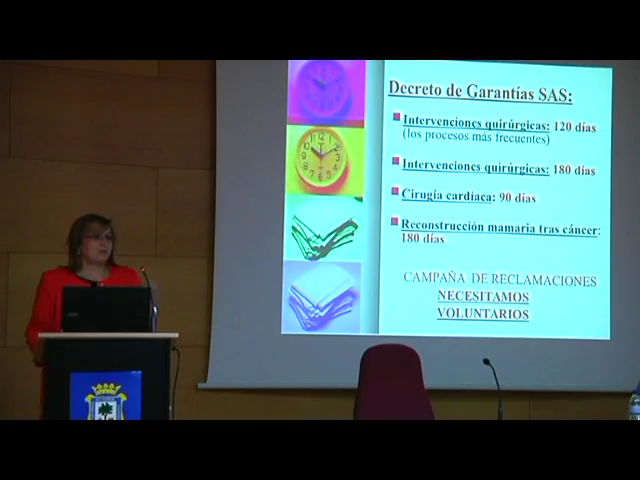 Decreto de Garantías SAS:
Intervenciones quirúrgicas: 120 días
(los procesos más frecuentes)
Intervenciones quirúrgicas: 180 días
Cirugía cardiaca: 90 días
Reconstrucción mamaria tras cáncer:
180 días
CAMPAÑA DE RECLAMACIONES
NECESITAMOS
VOLUNTARIOS